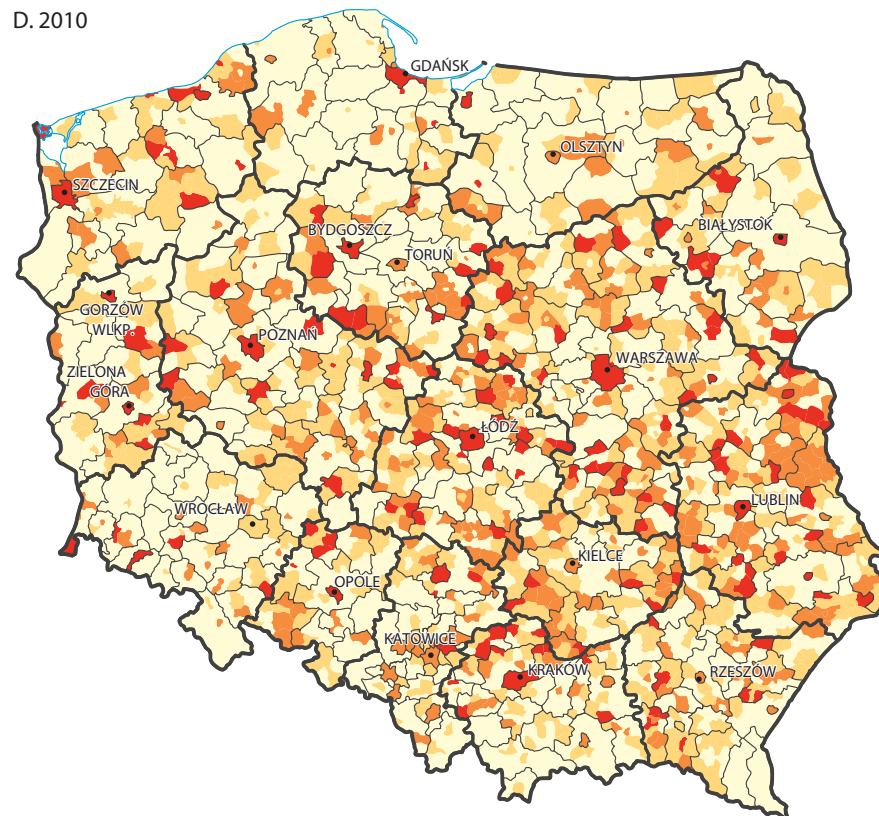 D. 2010
GDAŃSK
OLSZTYN
SZCZECIN
BIAŁYSTOK
BYDGOSZCZ
TORUŃ
GORZÓW
WLKP.
POZNAŃ
WARSZAWA
ZIELONA
GÓRA
ŁÓDŹ
WROCŁAW
LUBLIN
KIELCE
OPOLE
KATOWICE
KRAKÓW
RZESZÓW